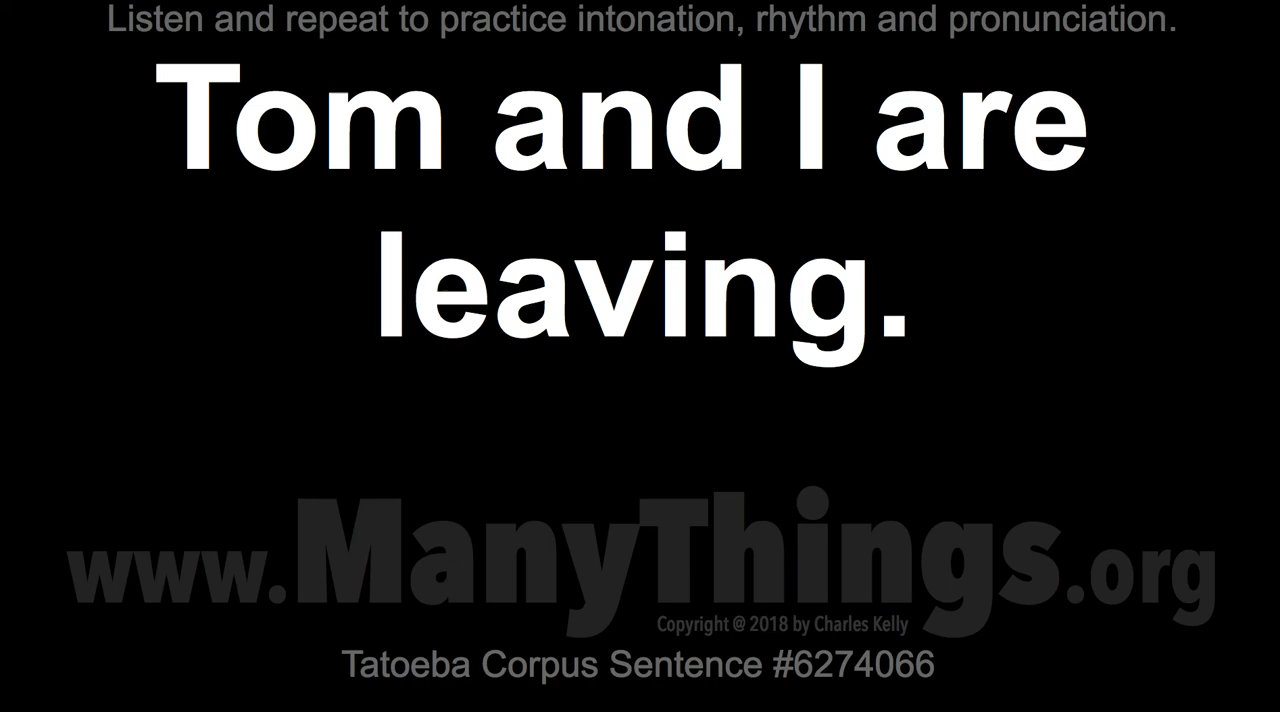 Listen and repeat to practice intonation, rhythm and pronunciation.
Tom and I are
leaving.
www.ManyThings.org
Copyright @ 2018 by Charles Kelly
Tatoeba Corpus Sentence #6274066